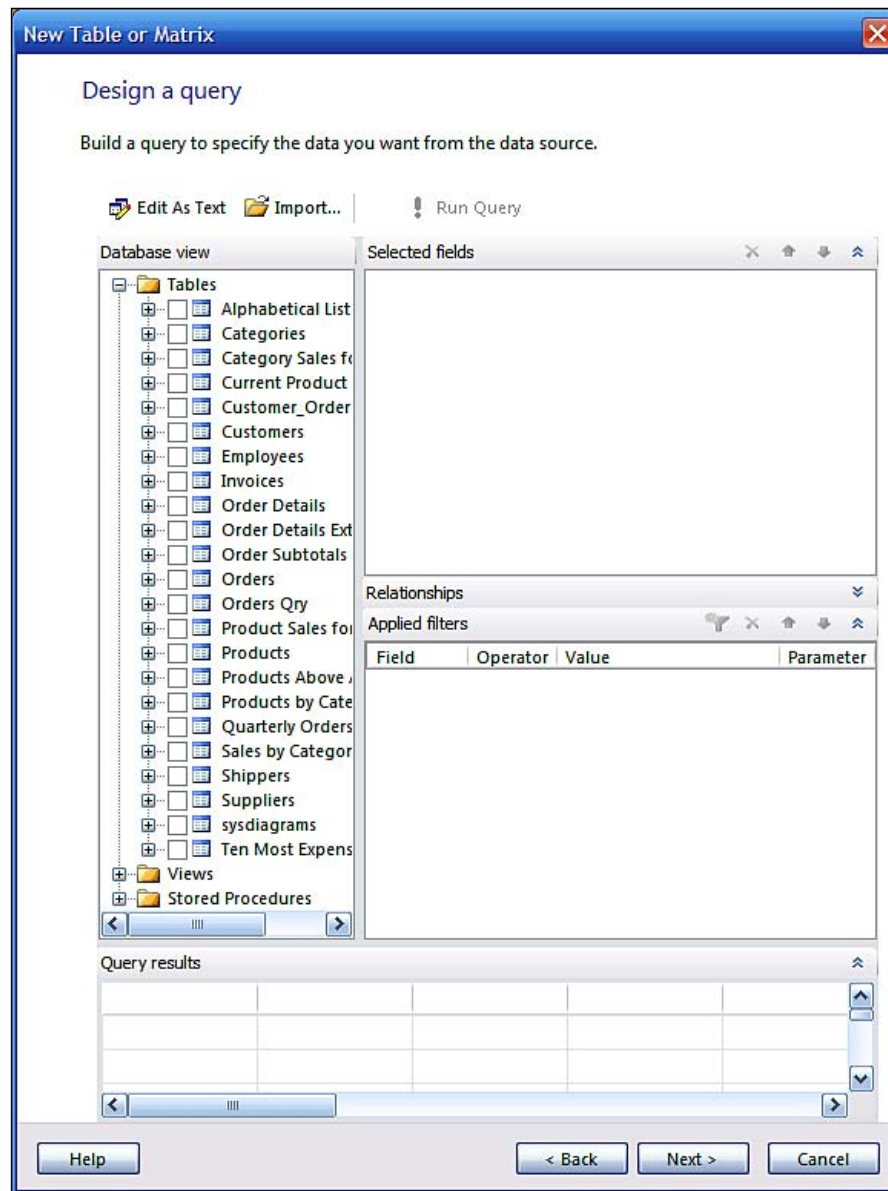 New Table or Matrix
Design a query
Build a query to specify the data you want from the data source.
Edit As Text Import... Run Query
Database view
Tables
Alphabetical List
Categories
Category Sales fo
Current Product
Customer_Order
Customers
Employees
Invoices
Order Details
Order Details Ext
Order Subtotals
Orders
Orders Qry
Product Sales for
Products
Products Above
Products by Cate
Quarterly Orders
Sales by Categor
Shippers
Suppliers
sysdiagrams
Ten Most Expens
Views
Stored Procedures
Selected fields
Relationships
Applied filters
Field Operator Value Parameter
Query results
Help < Back Next > Cancel